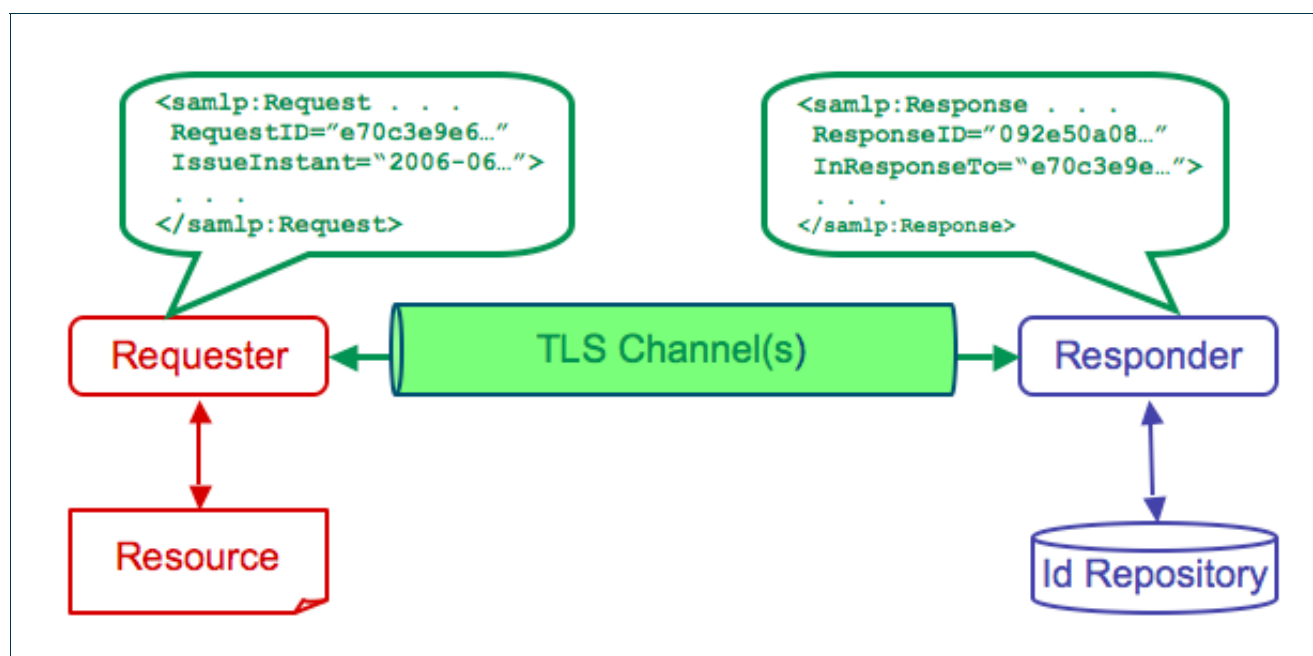 <samlp:Request . . .
RequestID=”e70c3e9e6…”
IssueInstant=“2006-06…”>
. . .
</samlp:Request>
<samlp:Response . . .
ResponseID=”092e50a08…”
InResponseTo=“e70c3e9e…”>
. . .
</samlp:Response>
Requester
TLS Channel(s)
Responder
Resource
Id Repository